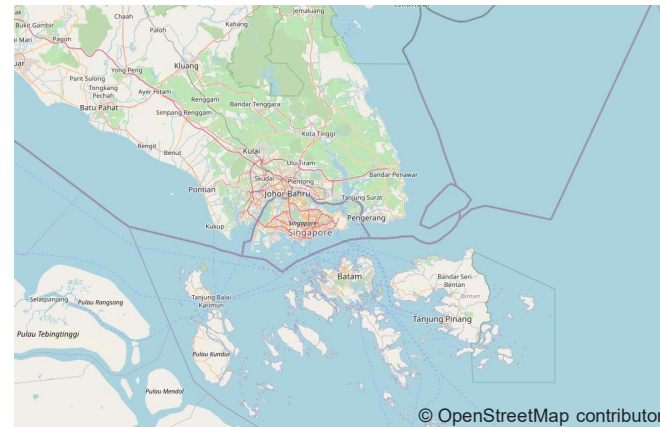 Jemaluang
Chaah
Bukit Gambir
Kahang
Paloh
Pagoh
Kluang
Yong Peng
Parit Sulong
Tongkang
Pechah
Ayer Hitam
Renggam
Bandar Tenggara
Batu Pahat
Simpang Renggam
Kota Tinggi
Rengit
Benut
Kulai
Ulu Tiram
Skudai
Plentong
Bandar Penawar
Pontian
Johor Bahru
Tanjung Surat
Pengerang
Kukup
Singapore
SINGAPORE
Batam
Bandar Seri
Bentan
Selatpanjang
Pulau Rangsang
Tanjung Balai
Karimun
Bintan
Tanjung Pinang
Pulau Tebingtinggi
Pulau Kundur
Pulau Mendol
© OpenStreetMap contributor